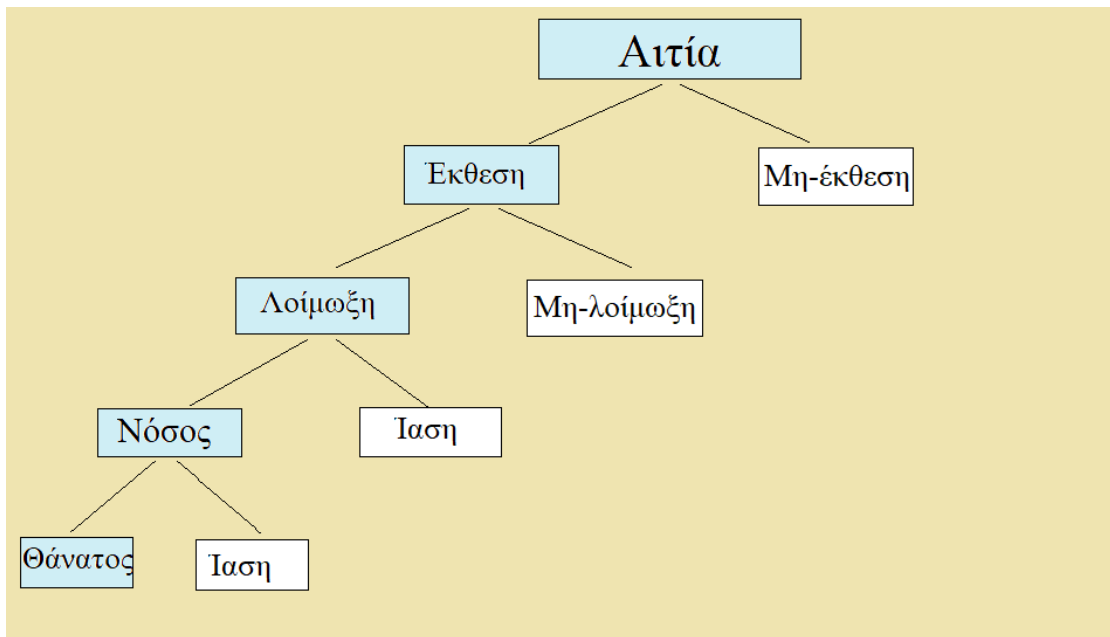 Αιτία
Έκθεση
Μη-έκθεση
Λοίμωξη
Μη-λοίμωξη
Νόσος
Ίαση
Θάνατος
Ίαση